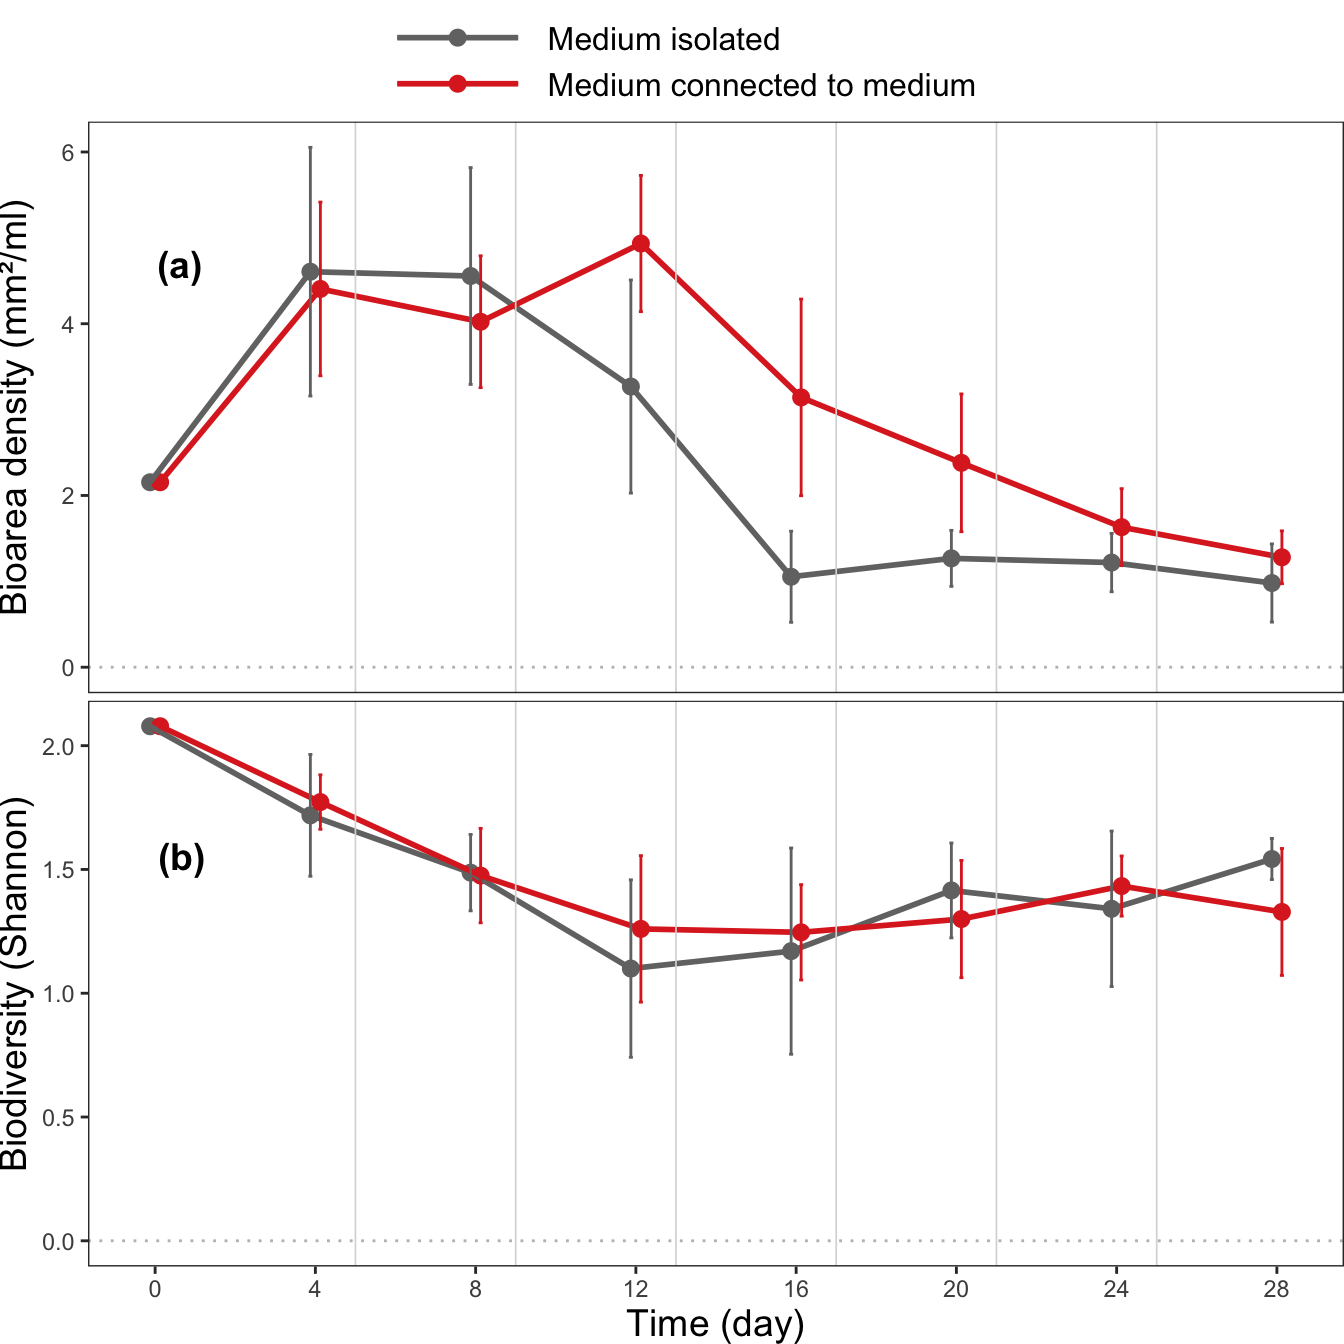 Medium isolated
Medium connected to medium
Bioarea density (mm²/ml)
6
4
2
0
(a)
Biodiversity (Shannon)
2.0
1.5
1.0
0.5
0.0
(b)
0 4 8 12 16 20 24 28
Time (day)